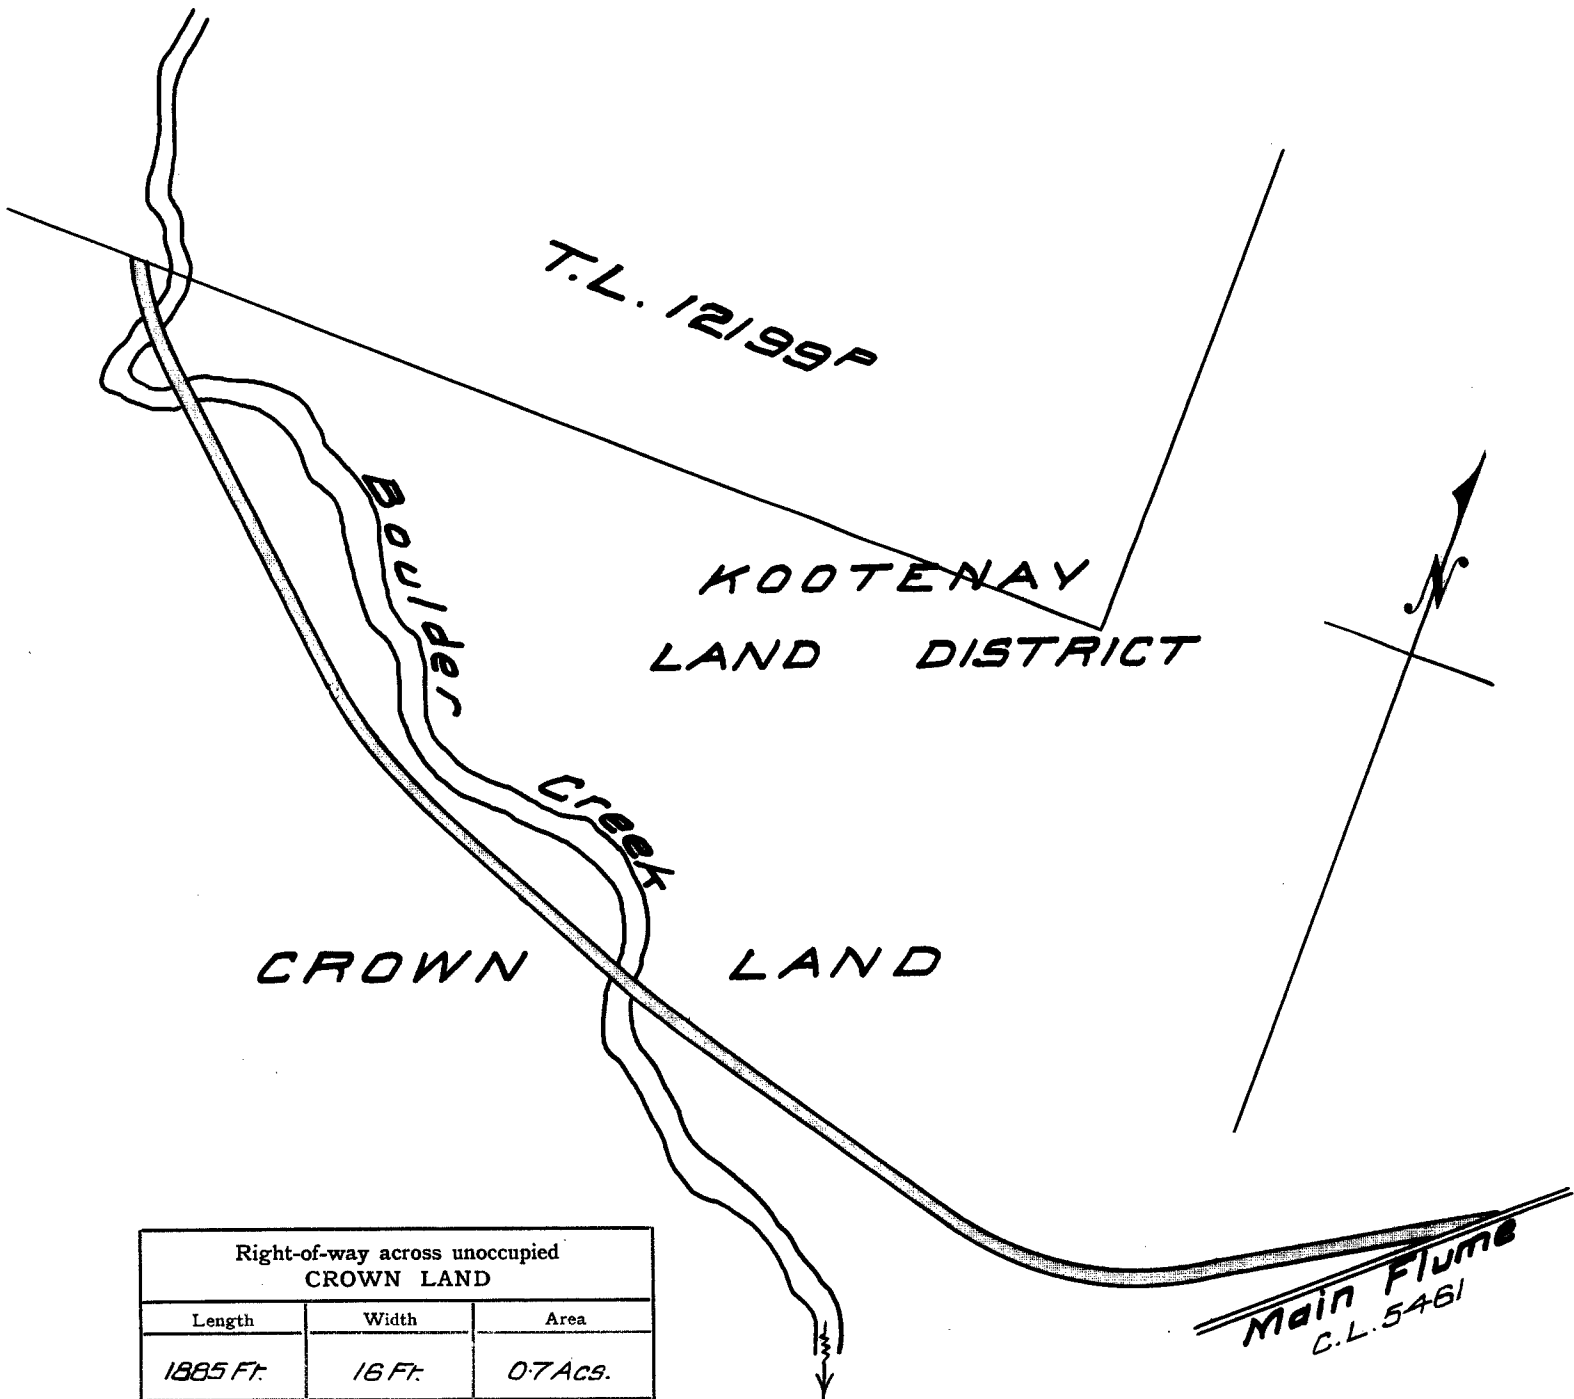 T.L. 12199P
Boulder
Creek
KOOTENAY
LAND DISTRICT
N
CROWN LAND
Main Flume
C.L. 5461
Right-of-way across unoccupied
CROWN LAND
Length Width Area
1885 Ft. 16 Ft. 0.7 Acs.